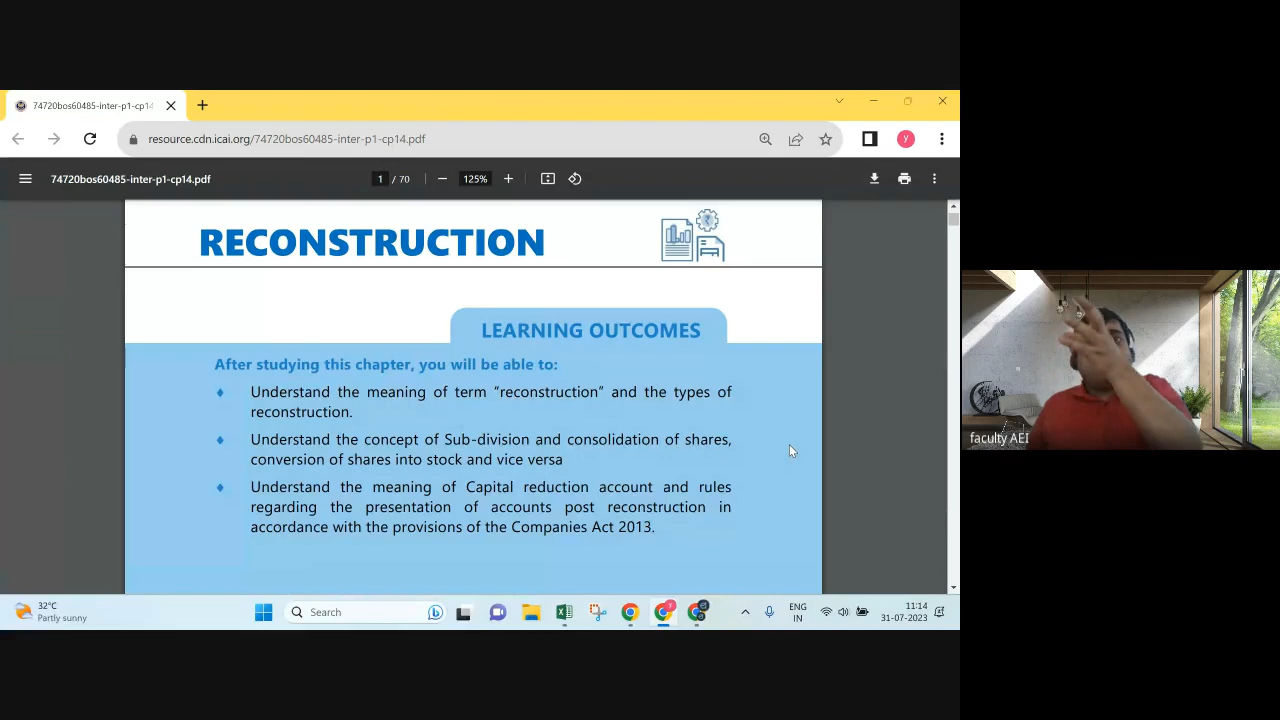 74720bos60485-inter-p1-cp14
resource.cdn.icai.org/74720bos60485-inter-p1-cp14.pdf
y
74720bos60485-inter-p1-cp14.pdf
1 / 70
125%
RECONSTRUCTION
LEARNING OUTCOMES
After studying this chapter, you will be able to:
Understand the meaning of term “reconstruction” and the types of
reconstruction.
Understand the concept of Sub-division and consolidation of shares,
conversion of shares into stock and vice versa
Understand the meaning of Capital reduction account and rules
regarding the presentation of accounts post reconstruction in
accordance with the provisions of the Companies Act 2013.
faculty AEI
32°C
Partly sunny
Search
ENG
IN
11:14
31-07-2023